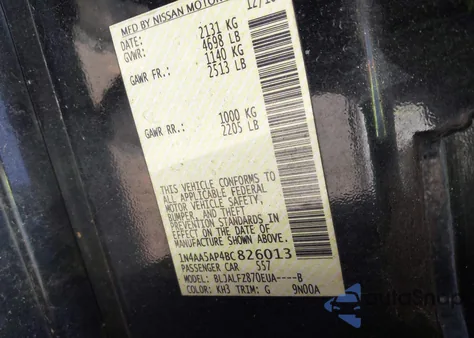 MFD BY NISSAN MOTOR
DATE:
GVWR: 2131 KG
4698 LB
GAWR FR.: 1140 KG
2513 LB
GAWR RR.: 1000 KG
2205 LB
THIS VEHICLE CONFORMS TO
ALL APPLICABLE FEDERAL
MOTOR VEHICLE SAFETY,
BUMPER, AND THEFT
PREVENTION STANDARDS IN
EFFECT ON THE DATE OF
MANUFACTURE SHOWN ABOVE.
1N4AA5AP4BC826013
PASSENGER CAR 557
MODEL: BLJALFZ870EUA----B
COLOR: KH3 TRIM: G 9N00A
AutoSnap